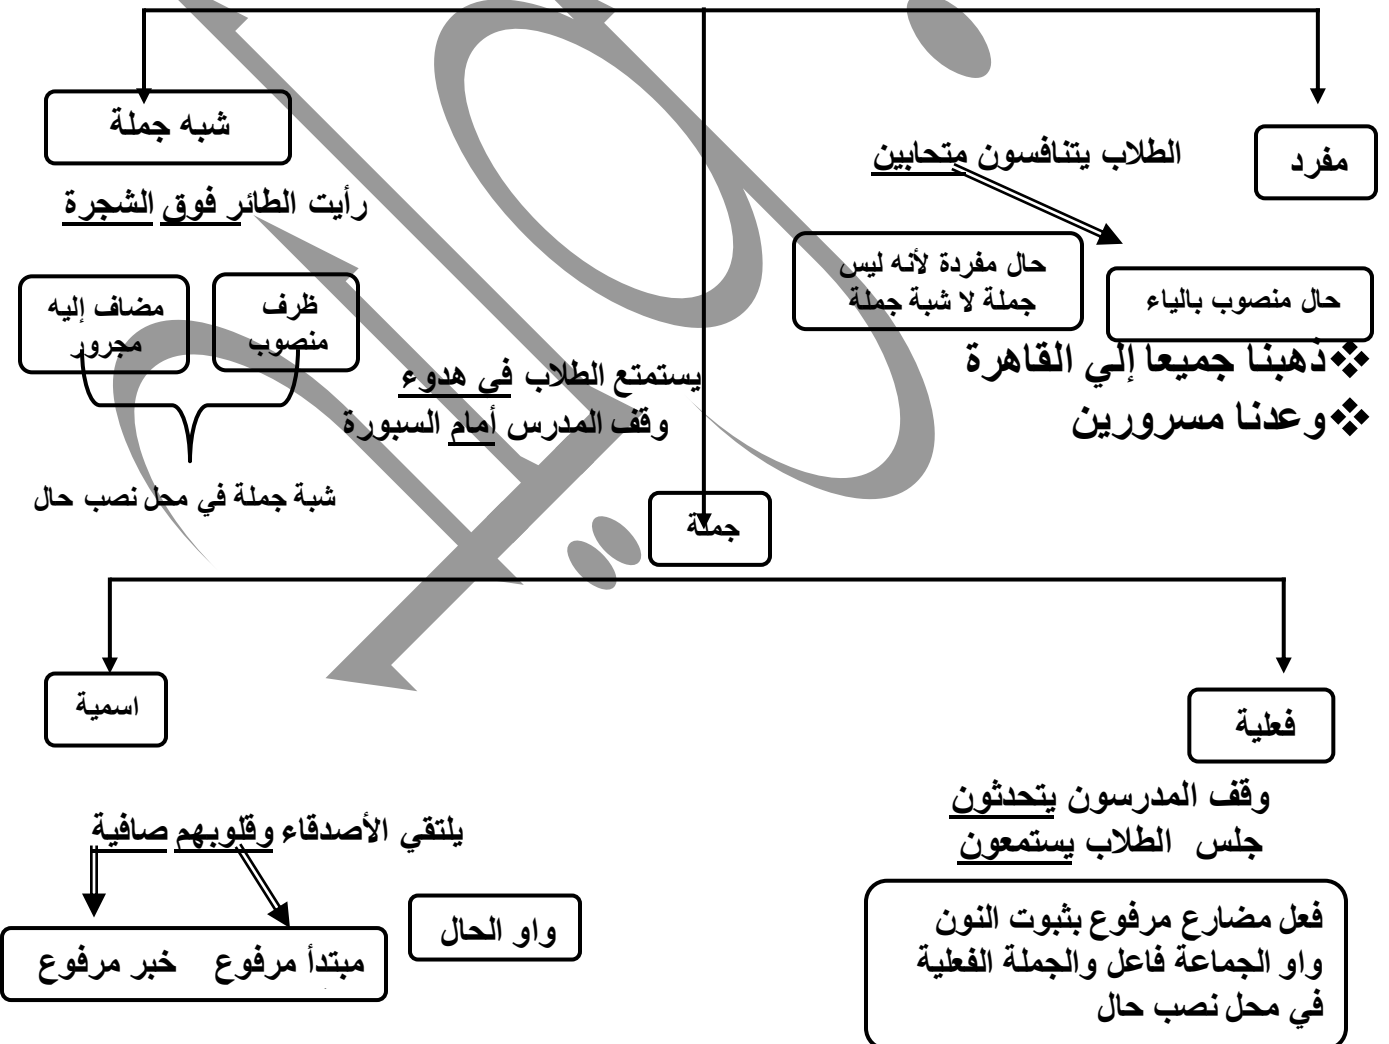 مفرد
الطلاب يتنافسون متحابين
حال منصوب بالياء
حال مفردة لأنه ليس
جملة لا شبة جملة
❖ذهبنا جميعا إلي القاهرة
❖وعدنا مسرورين
شبه جملة
رأيت الطائر فوق الشجرة
ظرف
منصوب
مضاف إليه
مجرور
يستمتع الطلاب في هدوء
وقف المدرس أمام السبورة
شبة جملة في محل نصب حال
جملة
فعلية
وقف المدرسون يتحدثون
جلس الطلاب يستمعون
فعل مضارع مرفوع بثبوت النون
واو الجماعة فاعل والجملة الفعلية
في محل نصب حال
اسمية
يلتقي الأصدقاء وقلوبهم صافية
واو الحال
مبتدأ مرفوع خبر مرفوع